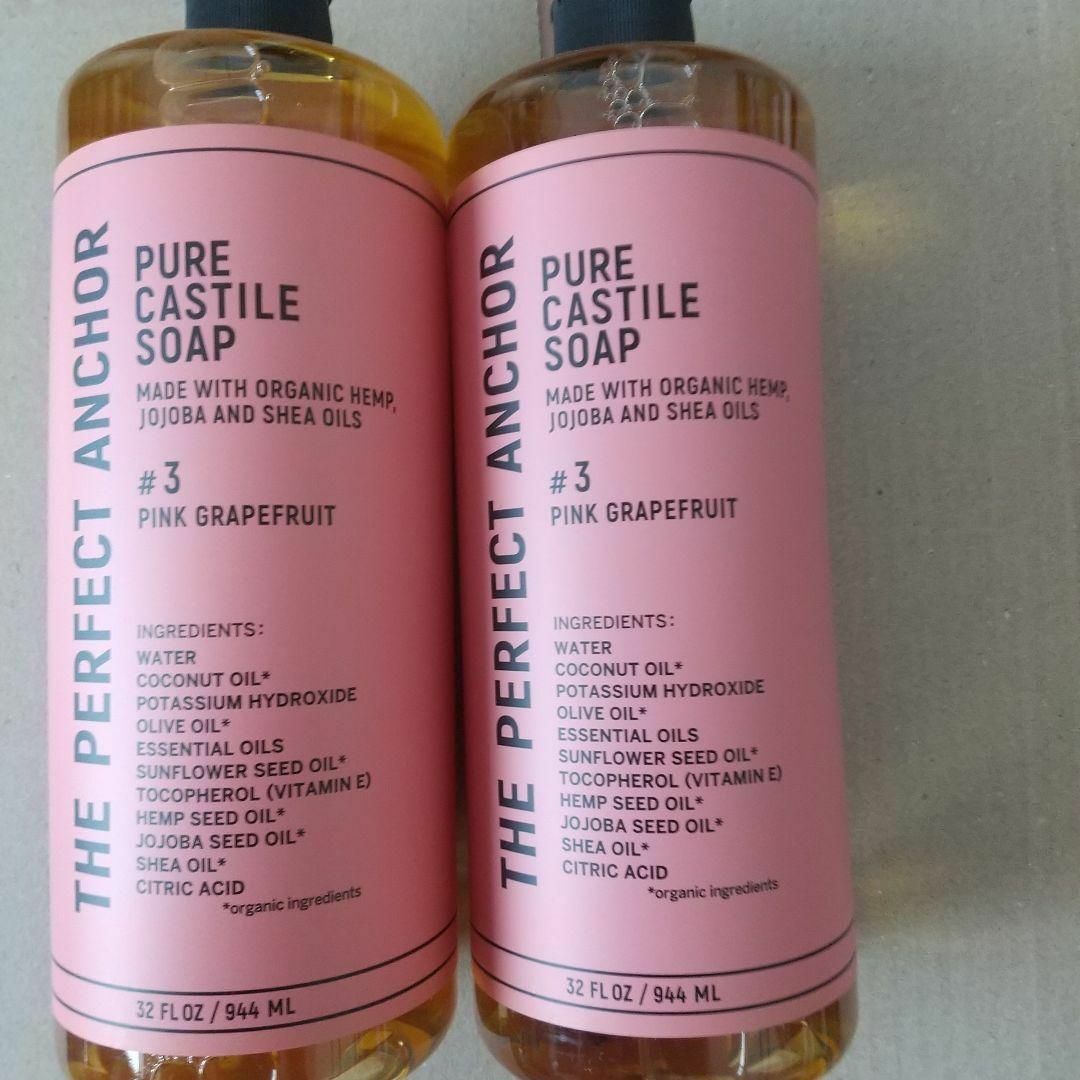 THE PERFECT ANCHOR
PURE
CASTILE
SOAP
MADE WITH ORGANIC HEMP,
JOJOBA AND SHEA OILS
# 3
PINK GRAPEFRUIT
INGREDIENTS:
WATER
COCONUT OIL*
POTASSIUM HYDROXIDE
OLIVE OIL*
ESSENTIAL OILS
SUNFLOWER SEED OIL*
TOCOPHEROL (VITAMIN E)
HEMP SEED OIL*
JOJOBA SEED OIL*
SHEA OIL*
CITRIC ACID
*organic ingredients
32 FL OZ / 944 ML
THE PERFECT ANCHOR
PURE
CASTILE
SOAP
MADE WITH ORGANIC HEMP,
JOJOBA AND SHEA OILS
# 3
PINK GRAPEFRUIT
INGREDIENTS:
WATER
COCONUT OIL*
POTASSIUM HYDROXIDE
OLIVE OIL*
ESSENTIAL OILS
SUNFLOWER SEED OIL*
TOCOPHEROL (VITAMIN E)
HEMP SEED OIL*
JOJOBA SEED OIL*
SHEA OIL*
CITRIC ACID
*organic ingredients
32 FL OZ / 944 ML